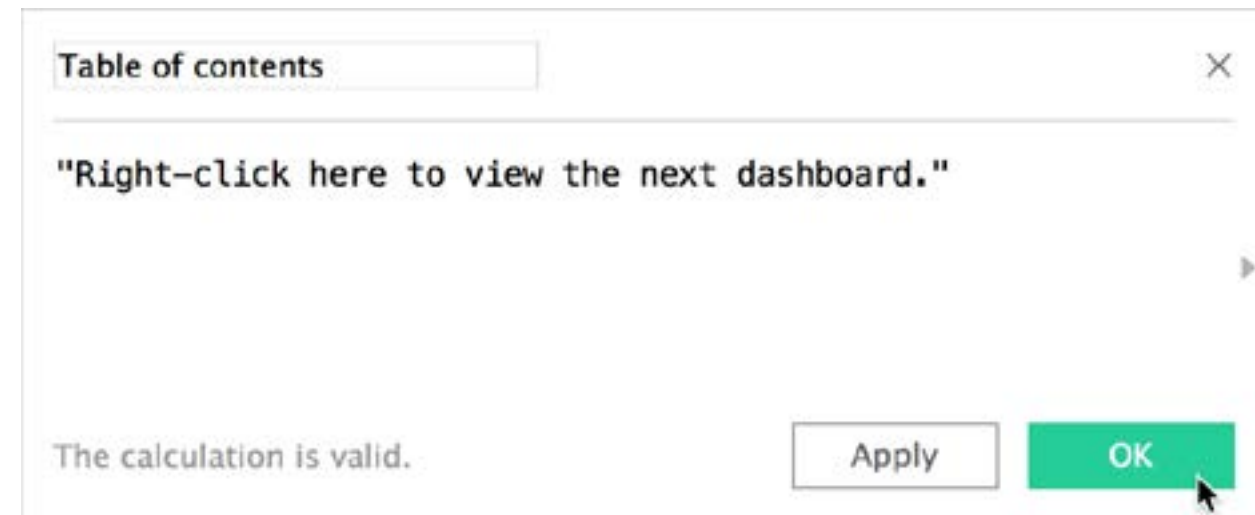 Table of contents
"Right-click here to view the next dashboard."
The calculation is valid.
Apply
OK